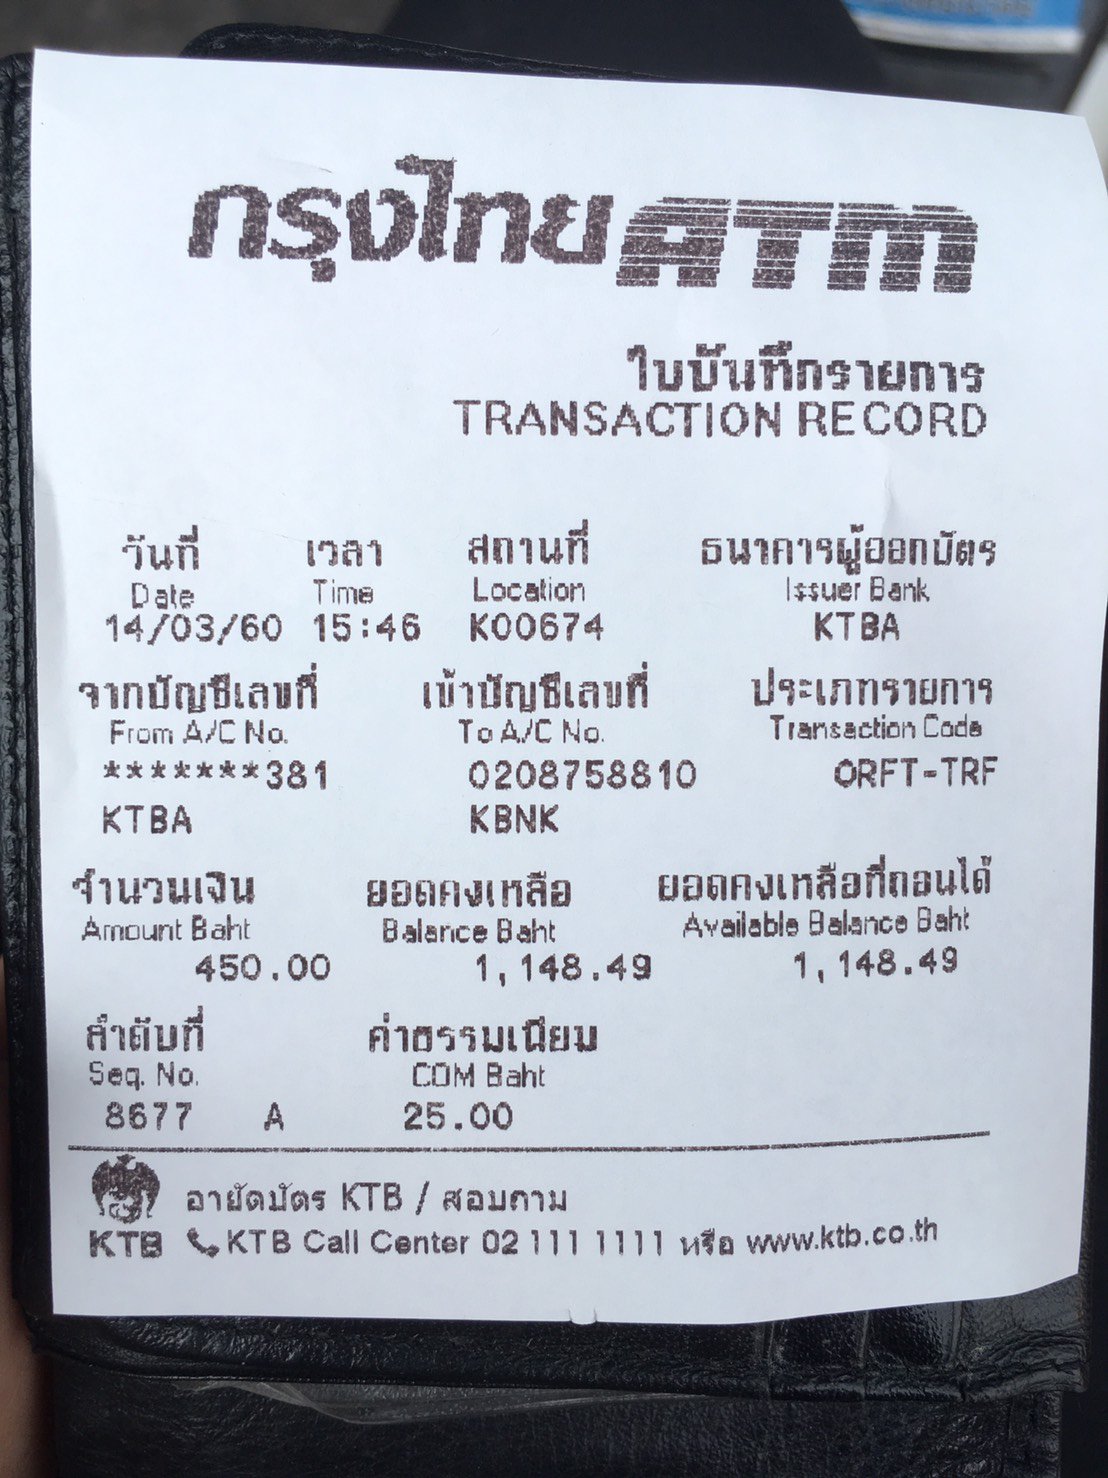 กรุงไทย ATM
ใบบันทึกรายการ
TRANSACTION RECORD
วันที่ เวลา สถานที่ ธนาคารผู้ออกบัตร
Date Time Location Issuer Bank
14/03/60 15:46 K00674 KTBA
จากบัญชีเลขที่ เข้าบัญชีเลขที่ ประเภทรายการ
From A/C No. To A/C No. Transaction Code
*******381 0208758810 ORFT-TRF
KTBA KBNK
จำนวนเงิน ยอดคงเหลือ ยอดคงเหลือที่ถอนได้
Amount Baht Balance Baht Available Balance Baht
450.00 1,148.49 1,148.49
ลำดับที่ ค่าธรรมเนียม
Seq. No. COM Baht
8677 A 25.00
อายัดบัตร KTB / สอบถาม
KTB KTB Call Center 02 111 1111 หรือ www.ktb.co.th